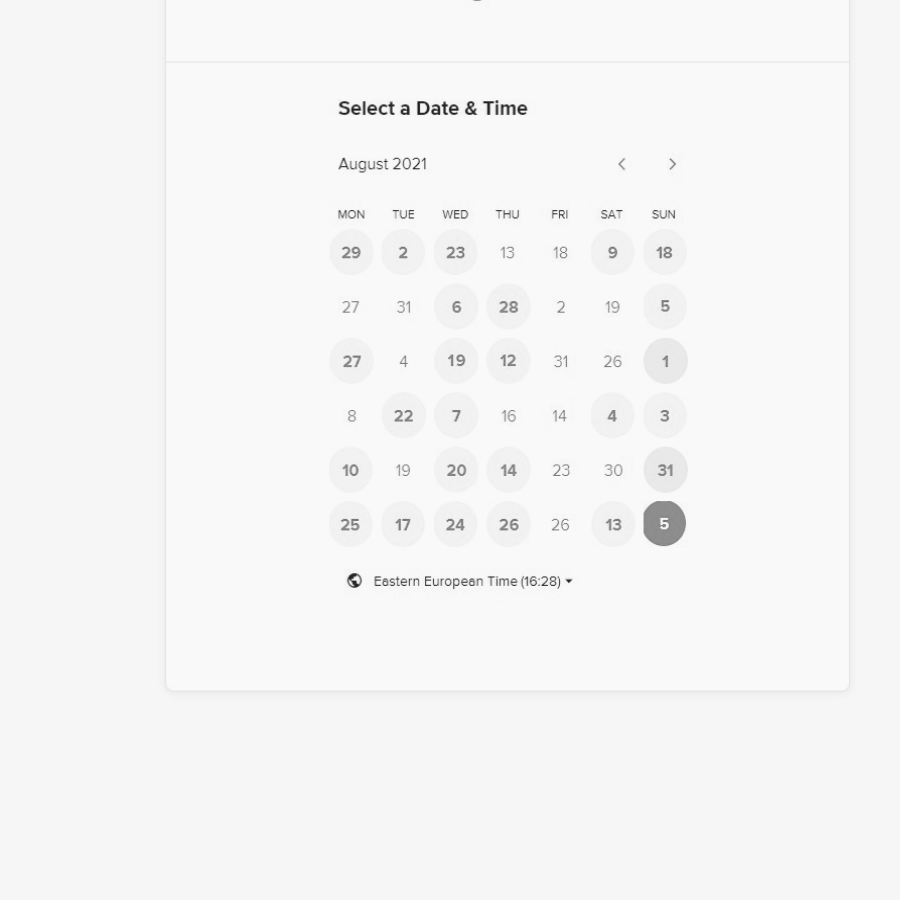 Select a Date & Time
August 2021
MON TUE WED THU FRI SAT SUN
29 2 23 13 18 9 18
27 31 6 28 2 19 5
27 4 19 12 31 26 1
8 22 7 16 14 4 3
10 19 20 14 23 30 31
25 17 24 26 26 13 5
Eastern European Time (16:28)